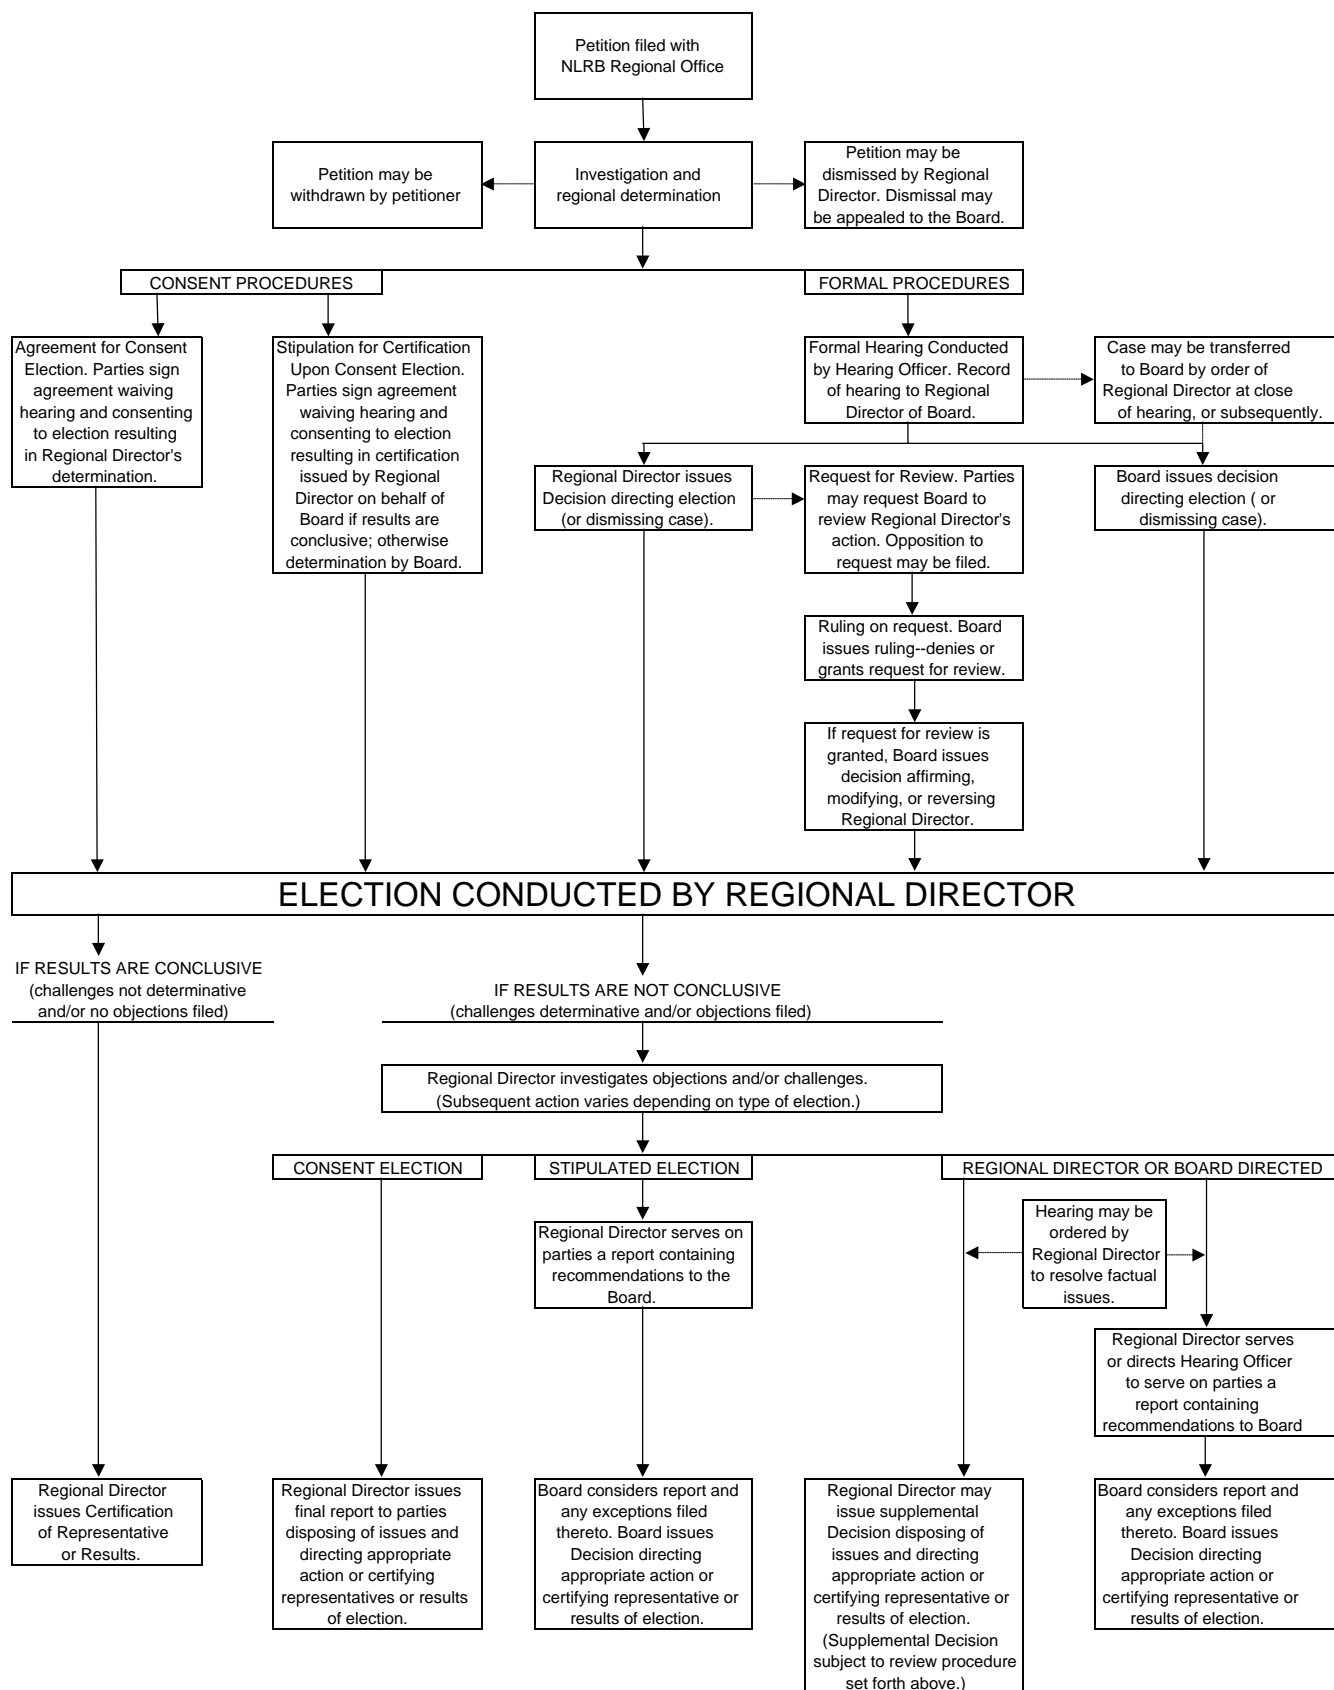 Petition filed with
NLRB Regional Office
Petition may be
withdrawn by petitioner
Investigation and
regional determination
Petition may be
dismissed by Regional
Director. Dismissal may
be appealed to the Board.
CONSENT PROCEDURES
FORMAL PROCEDURES
Agreement for Consent
Election. Parties sign
agreement waiving
hearing and consenting
to election resulting
in Regional Director's
determination.
Stipulation for Certification
Upon Consent Election.
Parties sign agreement
waiving hearing and
consenting to election
resulting in certification
issued by Regional
Director on behalf of
Board if results are
conclusive; otherwise
determination by Board.
Formal Hearing Conducted
by Hearing Officer. Record
of hearing to Regional
Director of Board.
Case may be transferred
to Board by order of
Regional Director at close
of hearing, or subsequently.
Regional Director issues
Decision directing election
(or dismissing case).
Request for Review. Parties
may request Board to
review Regional Director's
action. Opposition to
request may be filed.
Board issues decision
directing election ( or
dismissing case).
Ruling on request. Board
issues ruling--denies or
grants request for review.
If request for review is
granted, Board issues
decision affirming,
modifying, or reversing
Regional Director.
ELECTION CONDUCTED BY REGIONAL DIRECTOR
IF RESULTS ARE CONCLUSIVE
(challenges not determinative
and/or no objections filed)
IF RESULTS ARE NOT CONCLUSIVE
(challenges determinative and/or objections filed)
Regional Director investigates objections and/or challenges.
(Subsequent action varies depending on type of election.)
CONSENT ELECTION
STIPULATED ELECTION
REGIONAL DIRECTOR OR BOARD DIRECTED
Regional Director serves on
parties a report containing
recommendations to the
Board.
Hearing may be
ordered by
Regional Director
to resolve factual
issues.
Regional Director serves
or directs Hearing Officer
to serve on parties a
report containing
recommendations to Board
Regional Director
issues Certification
of Representative
or Results.
Regional Director issues
final report to parties
disposing of issues and
directing appropriate
action or certifying
representatives or results
of election.
Board considers report and
any exceptions filed
thereto. Board issues
Decision directing
appropriate action or
certifying representative or
results of election.
Regional Director may
issue supplemental
Decision disposing of
issues and directing
appropriate action or
certifying representative or
results of election.
(Supplemental Decision
subject to review procedure
set forth above.)
Board considers report and
any exceptions filed
thereto. Board issues
Decision directing
appropriate action or
certifying representative or
results of election.